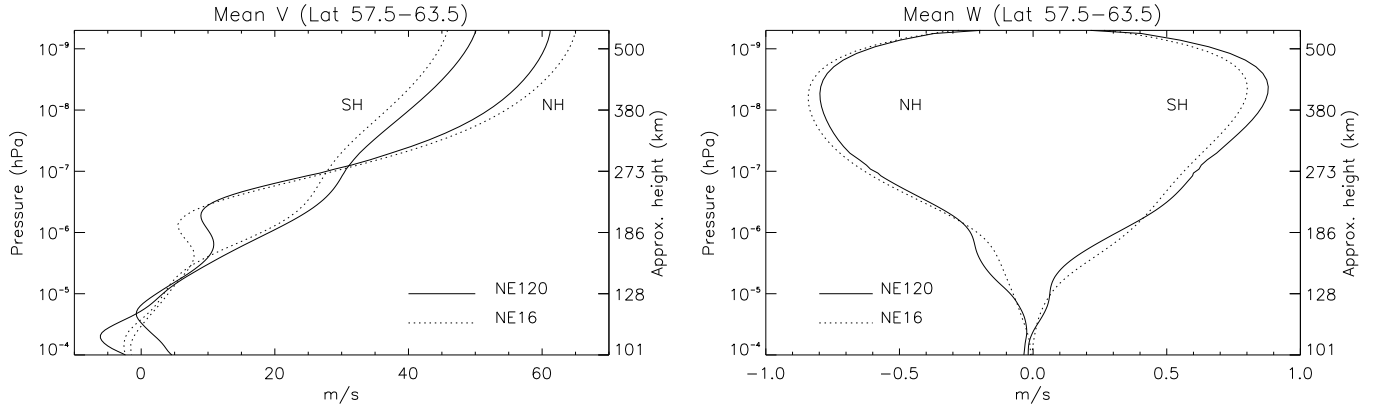 Mean V (Lat 57.5−63.5)
Pressure (hPa)
10⁻⁹
10⁻⁸
10⁻⁷
10⁻⁶
10⁻⁵
10⁻⁴
SH
NH
NE120
NE16
500
380
273
186
128
101
Approx. height (km)
0 20 40 60
m/s
Mean W (Lat 57.5−63.5)
Pressure (hPa)
10⁻⁹
10⁻⁸
10⁻⁷
10⁻⁶
10⁻⁵
10⁻⁴
NH
SH
NE120
NE16
500
380
273
186
128
101
Approx. height (km)
−1.0 −0.5 0.0 0.5 1.0
m/s